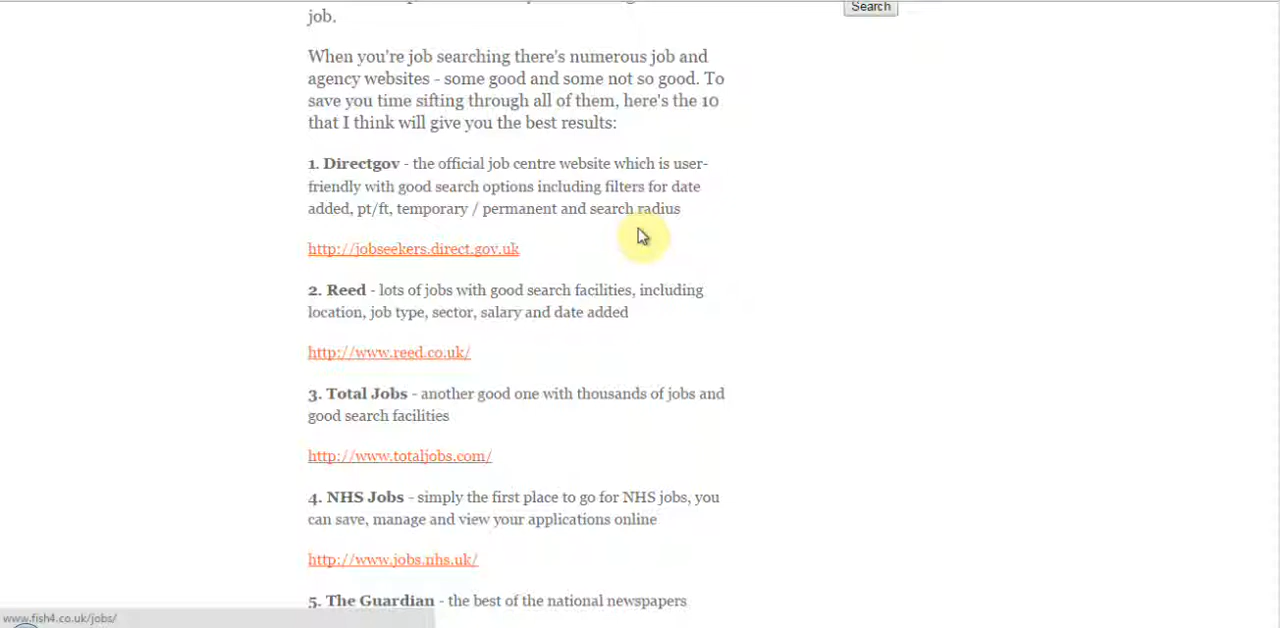 Search
job.
When you're job searching there's numerous job and
agency websites - some good and some not so good. To
save you time sifting through all of them, here's the 10
that I think will give you the best results:
1. Directgov - the official job centre website which is user-
friendly with good search options including filters for date
added, pt/ft, temporary / permanent and search radius
http://jobseekers.direct.gov.uk
2. Reed - lots of jobs with good search facilities, including
location, job type, sector, salary and date added
http://www.reed.co.uk/
3. Total Jobs - another good one with thousands of jobs and
good search facilities
http://www.totaljobs.com/
4. NHS Jobs - simply the first place to go for NHS jobs, you
can save, manage and view your applications online
http://www.jobs.nhs.uk/
5. The Guardian - the best of the national newspapers
www.fish4.co.uk/jobs/